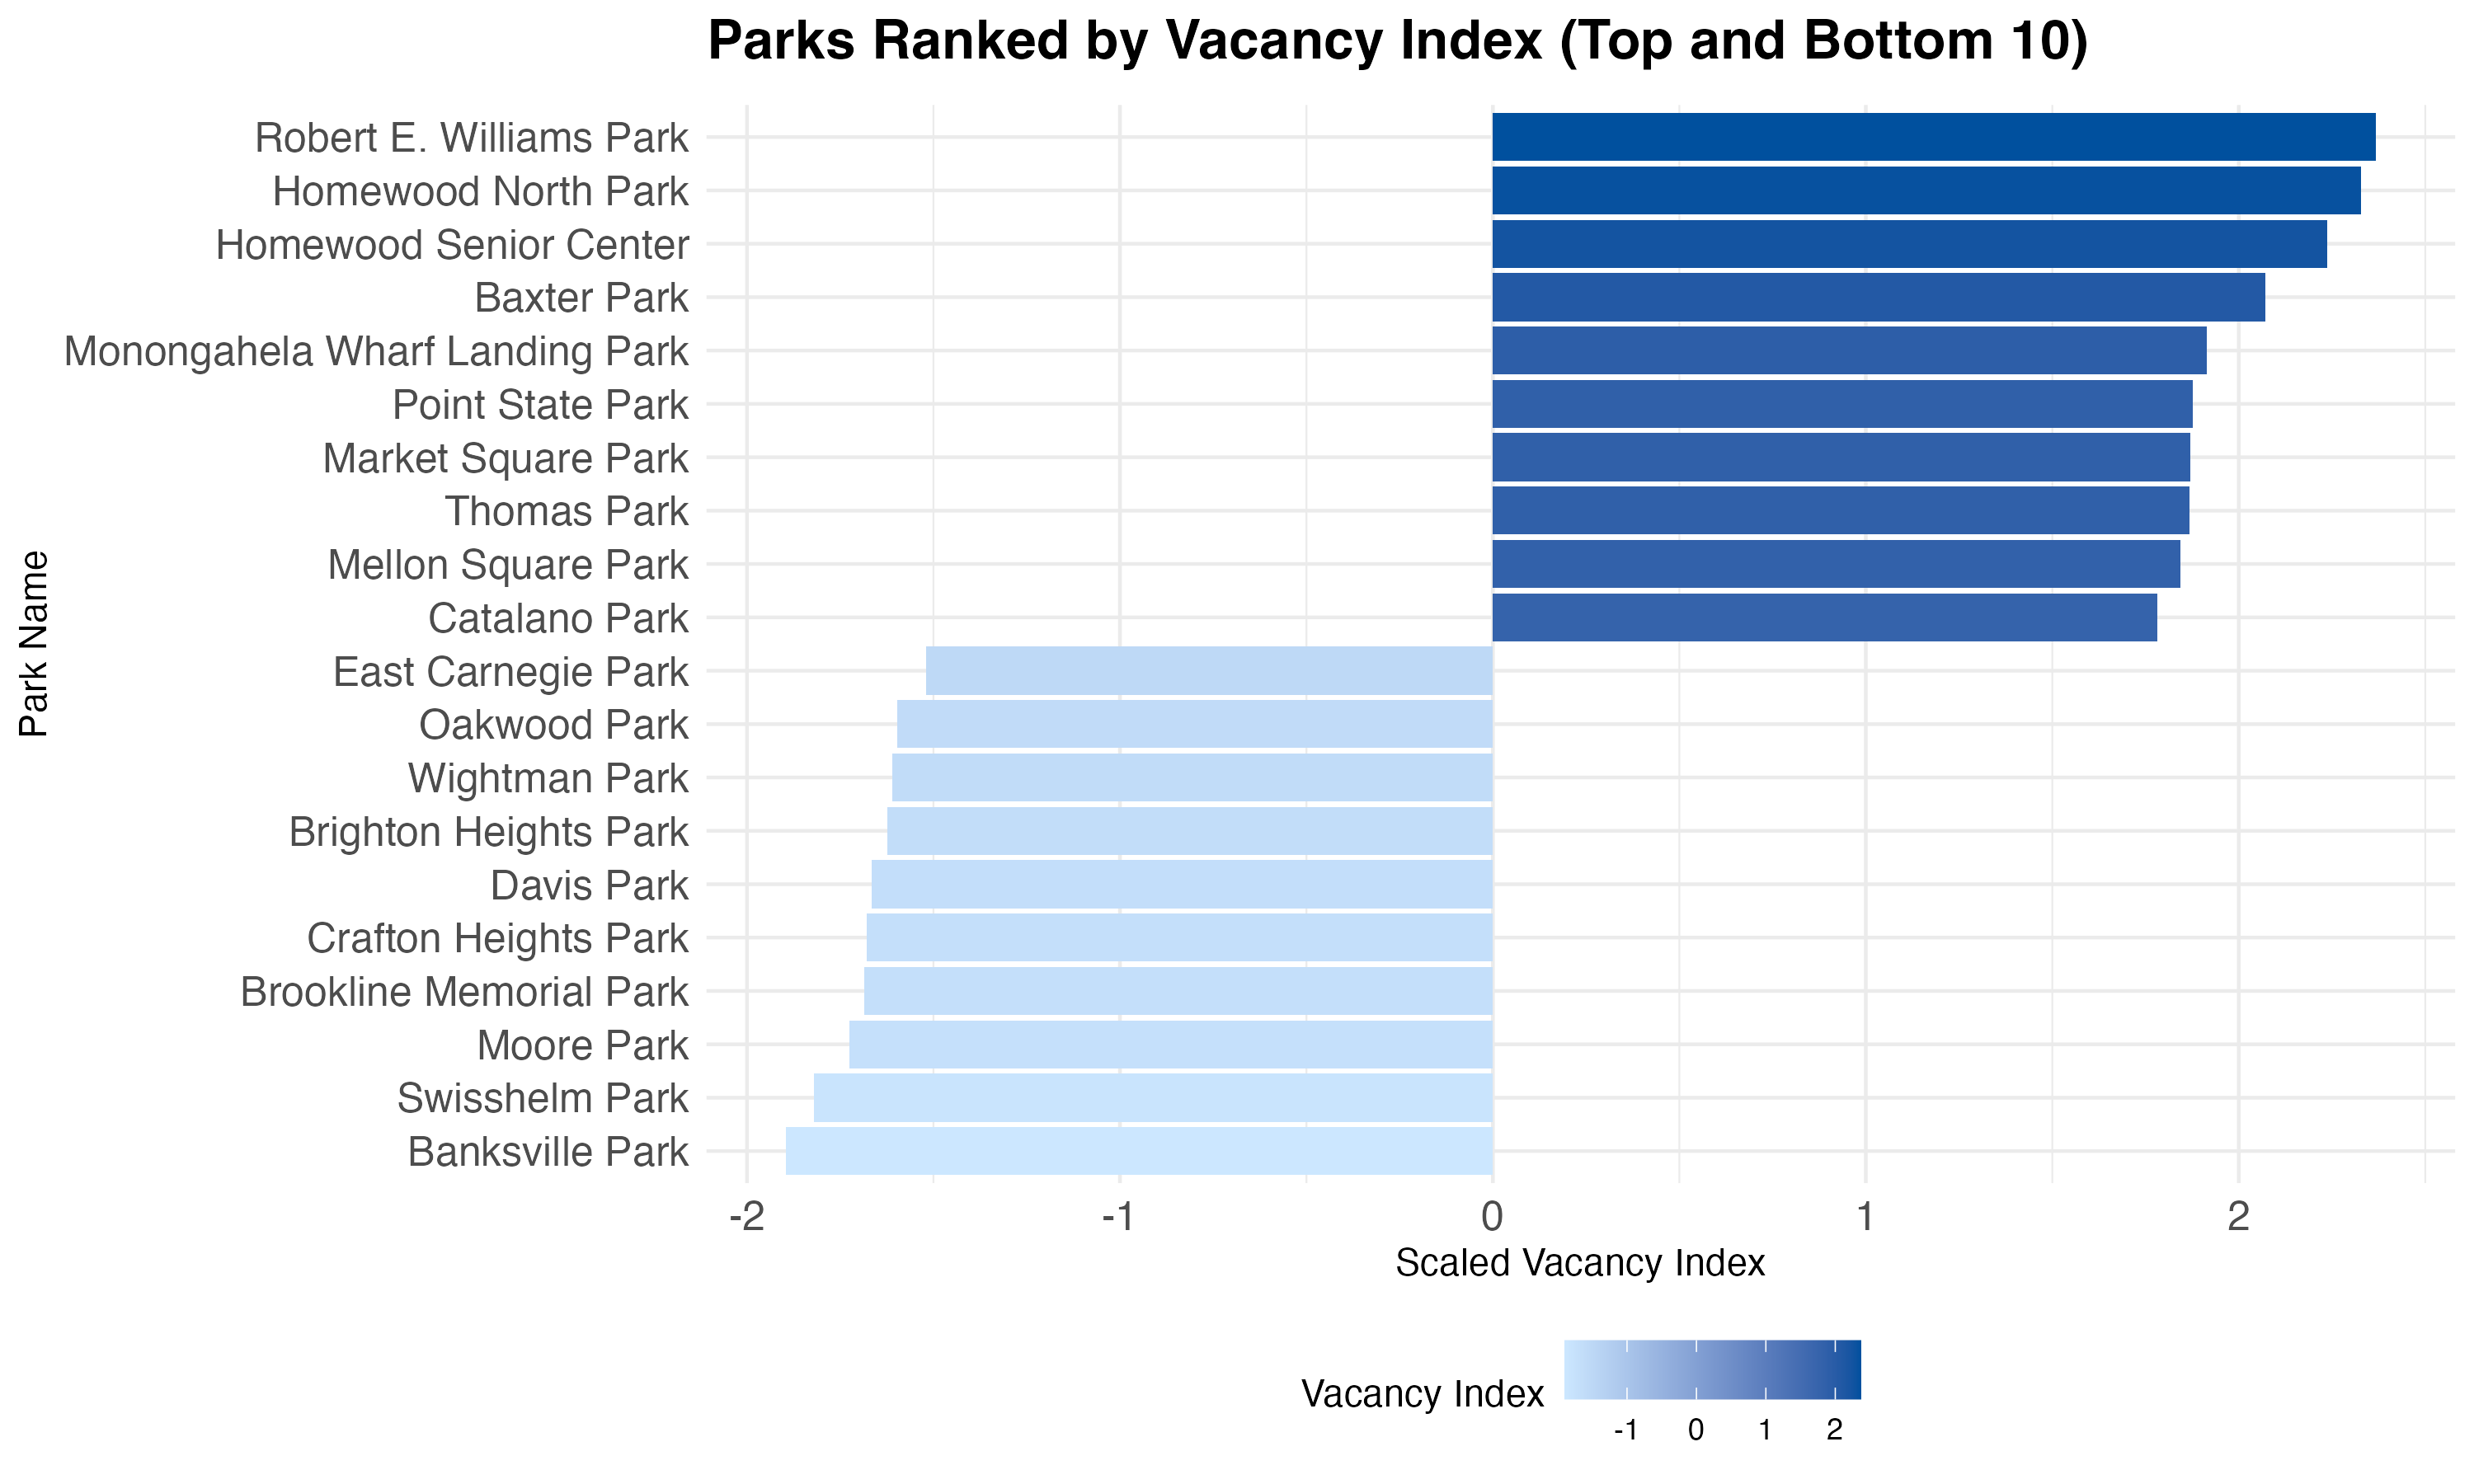 Parks Ranked by Vacancy Index (Top and Bottom 10)
Park Name
Robert E. Williams Park
Homewood North Park
Homewood Senior Center
Baxter Park
Monongahela Wharf Landing Park
Point State Park
Market Square Park
Thomas Park
Mellon Square Park
Catalano Park
East Carnegie Park
Oakwood Park
Wightman Park
Brighton Heights Park
Davis Park
Crafton Heights Park
Brookline Memorial Park
Moore Park
Swisshelm Park
Banksville Park
-2 -1 0 1 2
Scaled Vacancy Index
Vacancy Index
-1 0 1 2